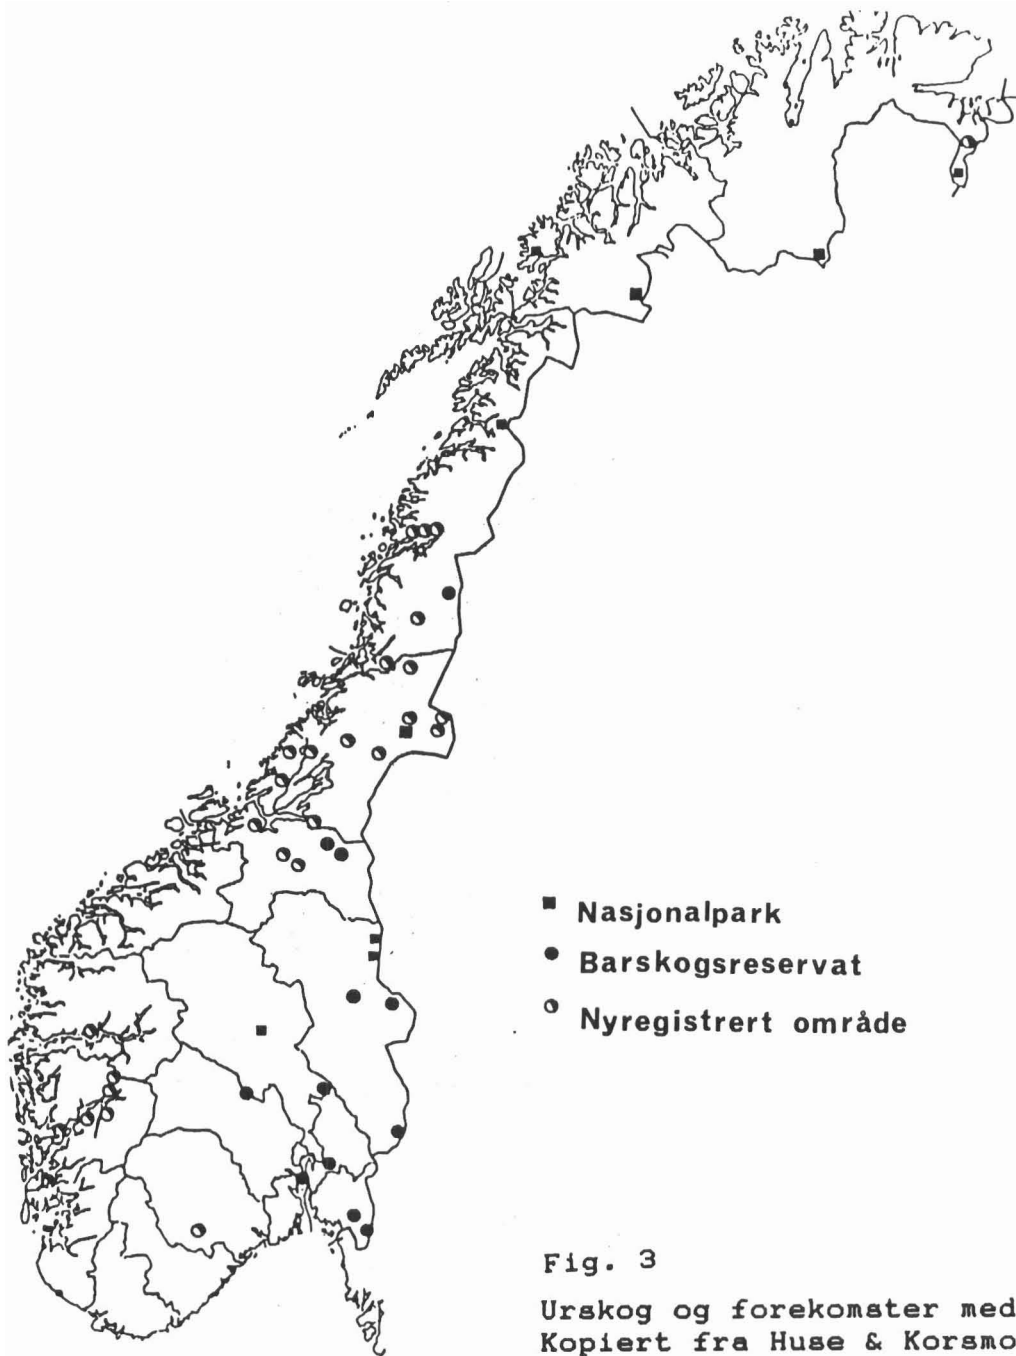 Nasjonalpark
Barskogsreservat
Nyregistrert område
Fig. 3
Urskog og forekomster med
Kopiert fra Huse & Korsmo